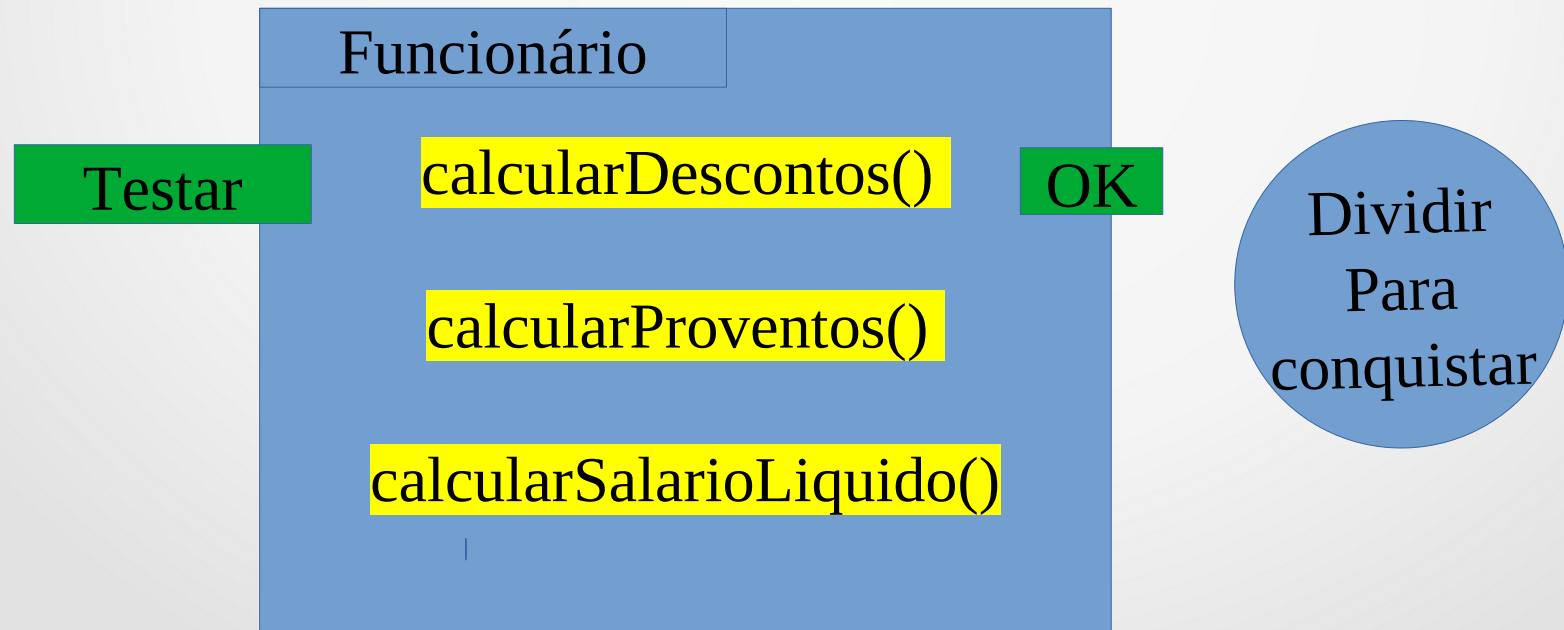 Funcionário
Testar
calcularDescontos()
OK
calcularProventos()
calcularSalarioLiquido()
Dividir
Para
conquistar